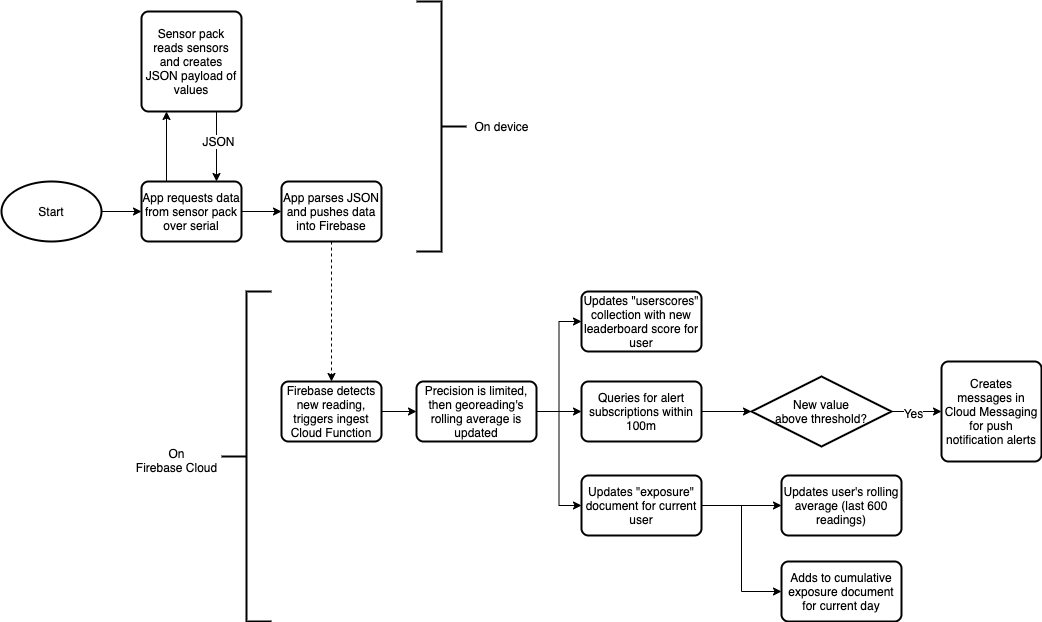 Sensor pack
reads sensors
and creates
JSON payload of
values
On device
JSON
Start
App requests data
from sensor pack
over serial
App parses JSON
and pushes data
into Firebase
Updates "userscores"
collection with new
leaderboard score for
user
Firebase detects
new reading,
triggers ingest
Cloud Function
Precision is limited,
then georeading's
rolling average is
updated
Queries for alert
subscriptions within
100m
New value
above threshold?
Yes
Creates
messages in
Cloud Messaging
for push
notification alerts
On
Firebase Cloud
Updates "exposure"
document for current
user
Updates user's rolling
average (last 600
readings)
Adds to cumulative
exposure document
for current day